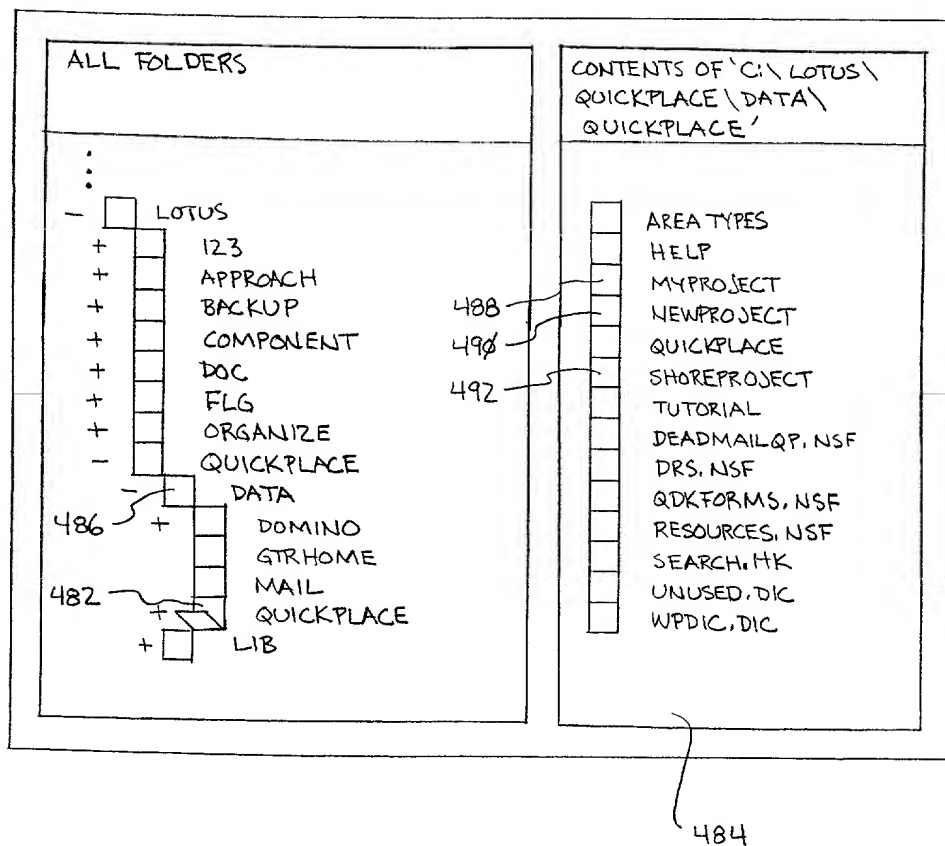 ALL FOLDERS
- LOTUS
+ 123
+ APPROACH
+ BACKUP
+ COMPONENT
+ DOC
+ FLG
+ ORGANIZE
- QUICKPLACE
- DATA
486
+ DOMINO
GTRHOME
MAIL
482
+ QUICKPLACE
+ LIB
CONTENTS OF 'C:\LOTUS\
QUICKPLACE\DATA\
QUICKPLACE'
AREA TYPES
HELP
488 MYPROJECT
490 NEWPROJECT
QUICKPLACE
492 SHOREPROJECT
TUTORIAL
DEADMAILQP.NSF
DRS.NSF
QDKFORMS.NSF
RESOURCES.NSF
SEARCH.HK
UNUSED.DIC
WPDIC.DIC
484